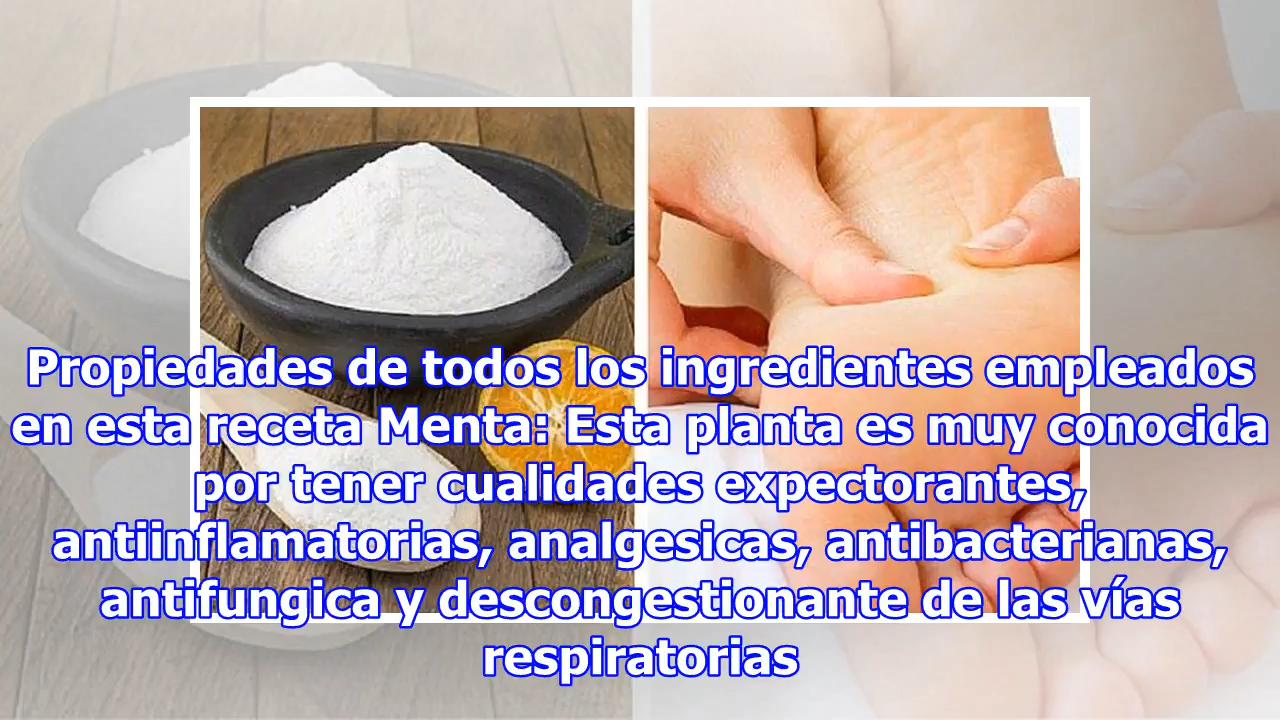 Propiedades de todos los ingredientes empleados
en esta receta Menta: Esta planta es muy conocida
por tener cualidades expectorantes,
antiinflamatorias, analgesicas, antibacterianas,
antifungica y descongestionante de las vías
respiratorias